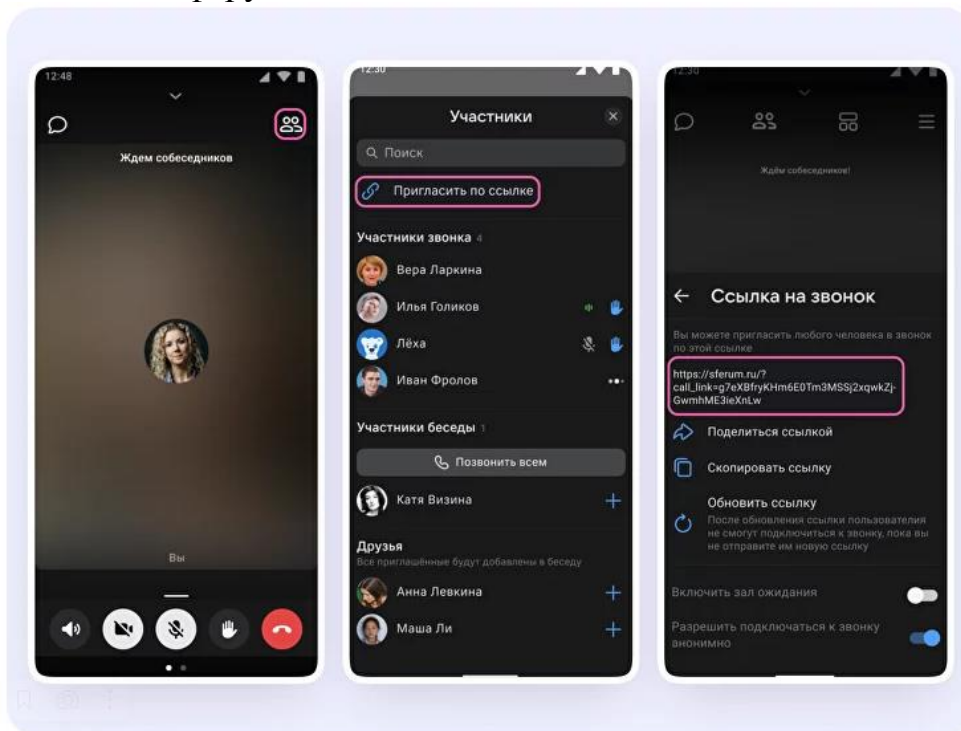 12:48
Ждем собеседников
Вы
12:30
Участники
Поиск
Пригласить по ссылке
Участники звонка 4
Вера Ларкина
Илья Голиков
Лёха
Иван Фролов
Участники беседы 1
Позвонить всем
Катя Визина
Друзья
Все приглашённые будут добавлены в беседу
Анна Левкина
Маша Ли
12:30
Ждём собеседников!
Ссылка на звонок
Вы можете пригласить любого человека в звонок
по этой ссылке
https://sferum.ru/?
call_link=g7eXBfryKHm6E0Tm3MSSj2xqwkZj-
GwmhME3ieXnLw
Поделиться ссылкой
Скопировать ссылку
Обновить ссылку
После обновления ссылки пользователия
не смогут подключиться к звонку, пока вы
не отправите им новую ссылку
Включить зал ожидания
Разрешить подключаться к звонку
анонимно